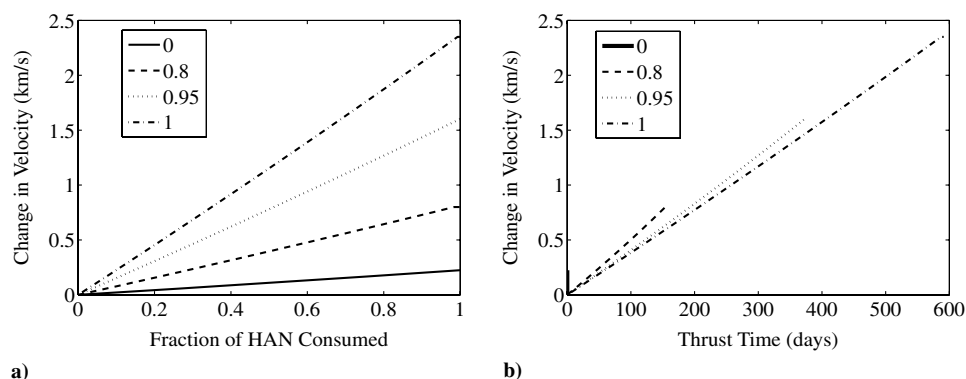 2.5
2
1.5
1
0.5
0
Change in Velocity (km/s)
0
0.8
0.95
1
0 0.2 0.4 0.6 0.8 1
Fraction of HAN Consumed
a)
2.5
2
1.5
1
0.5
0
Change in Velocity (km/s)
0
0.8
0.95
1
0 100 200 300 400 500 600
Thrust Time (days)
b)